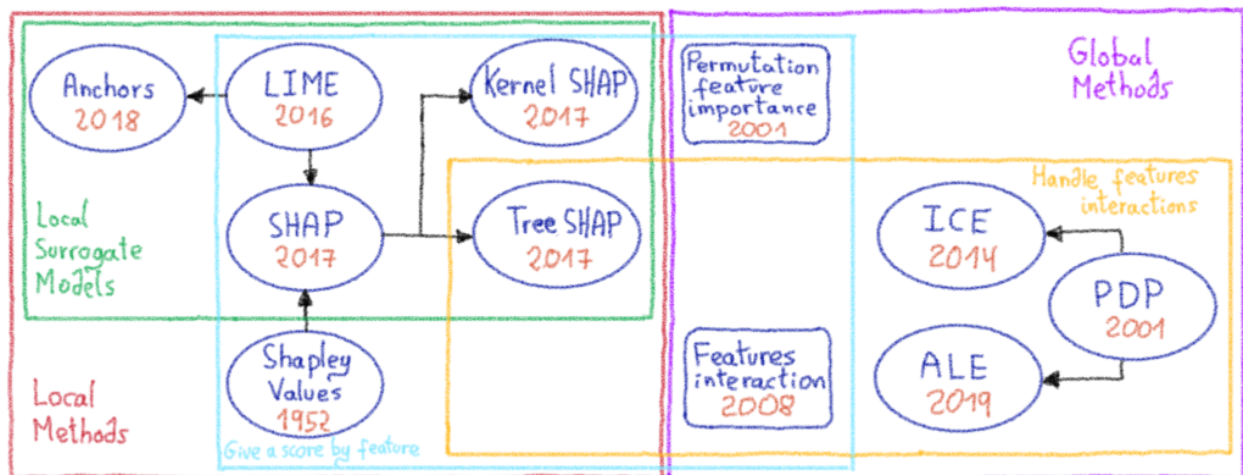 Anchors
2018
LIME
2016
Kernel SHAP
2017
Permutation
feature
importance
2001
Global
Methods
Local
Surrogate
Models
SHAP
2017
Tree SHAP
2017
Handle features
interactions
ICE
2014
PDP
2001
Shapley
Values
1952
Features
interaction
2008
ALE
2019
Local
Methods
Give a score by feature